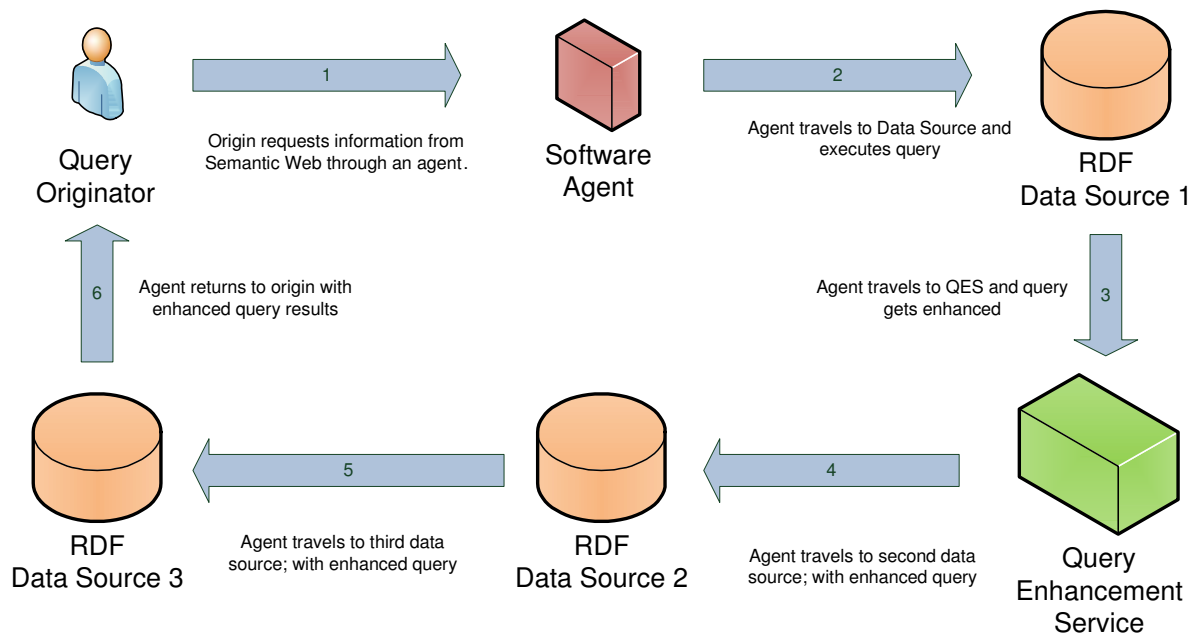 1
2
Origin requests information from
Semantic Web through an agent.
Agent travels to Data Source and
executes query
Query
Originator
Software
Agent
RDF
Data Source 1
6
Agent returns to origin with
enhanced query results
Agent travels to QES and query
gets enhanced
3
5
4
RDF
Data Source 3
Agent travels to third data
source; with enhanced query
RDF
Data Source 2
Agent travels to second data
source; with enhanced query
Query
Enhancement
Service